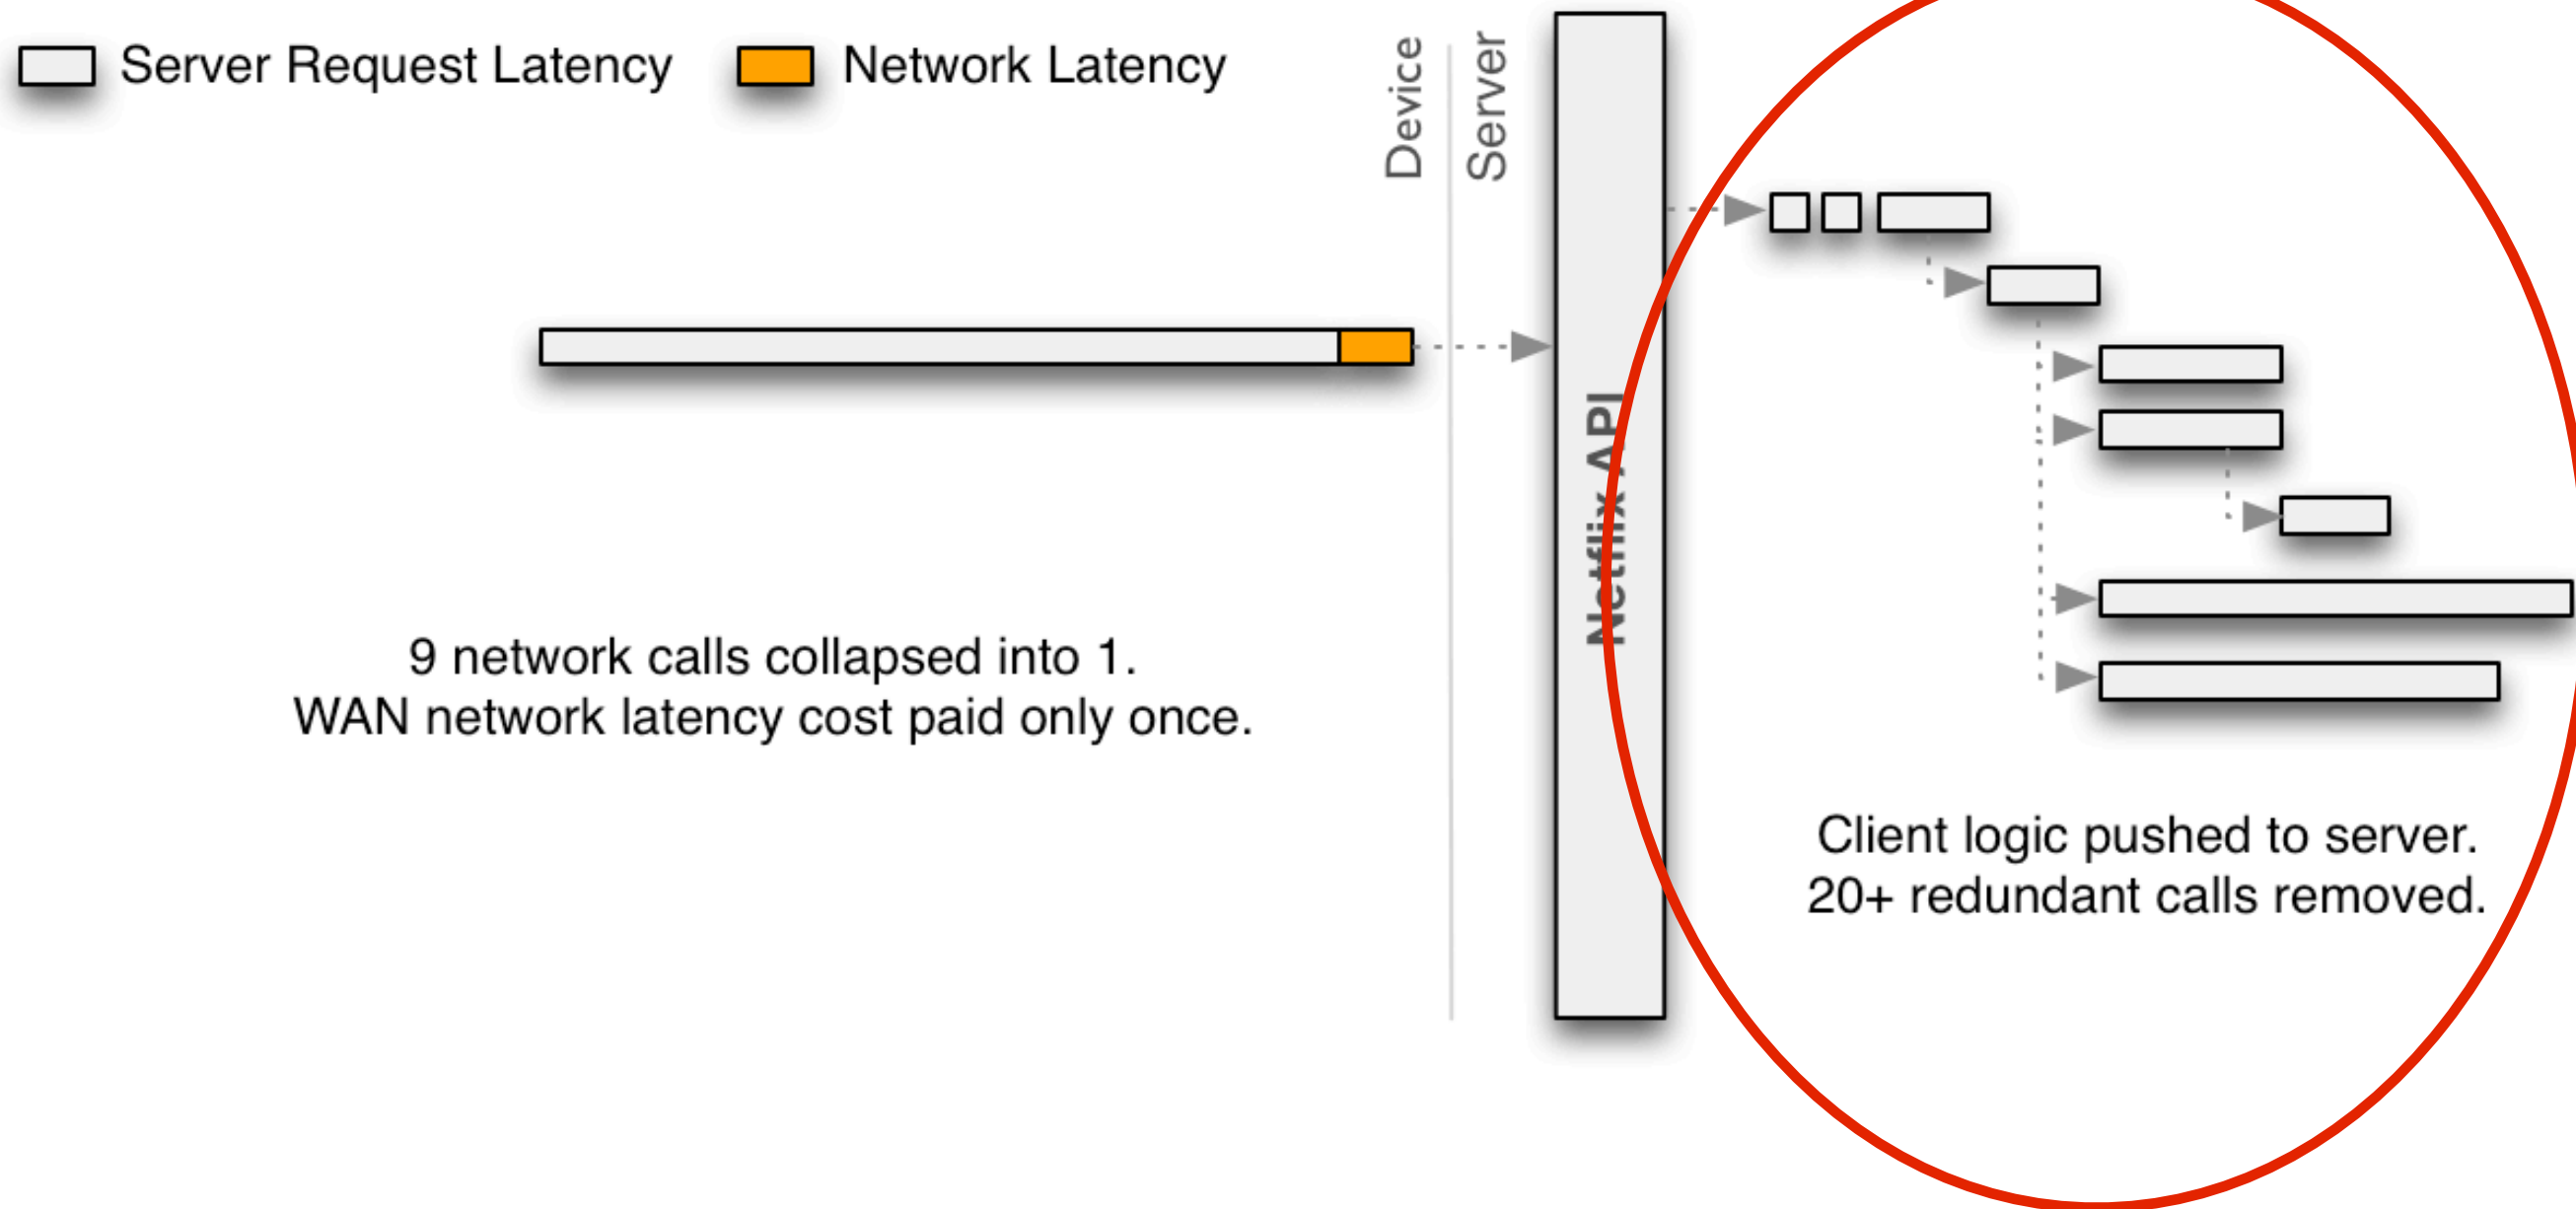 Server Request Latency
Network Latency
Device
Server
Netflix API
9 network calls collapsed into 1.
WAN network latency cost paid only once.
Client logic pushed to server.
20+ redundant calls removed.